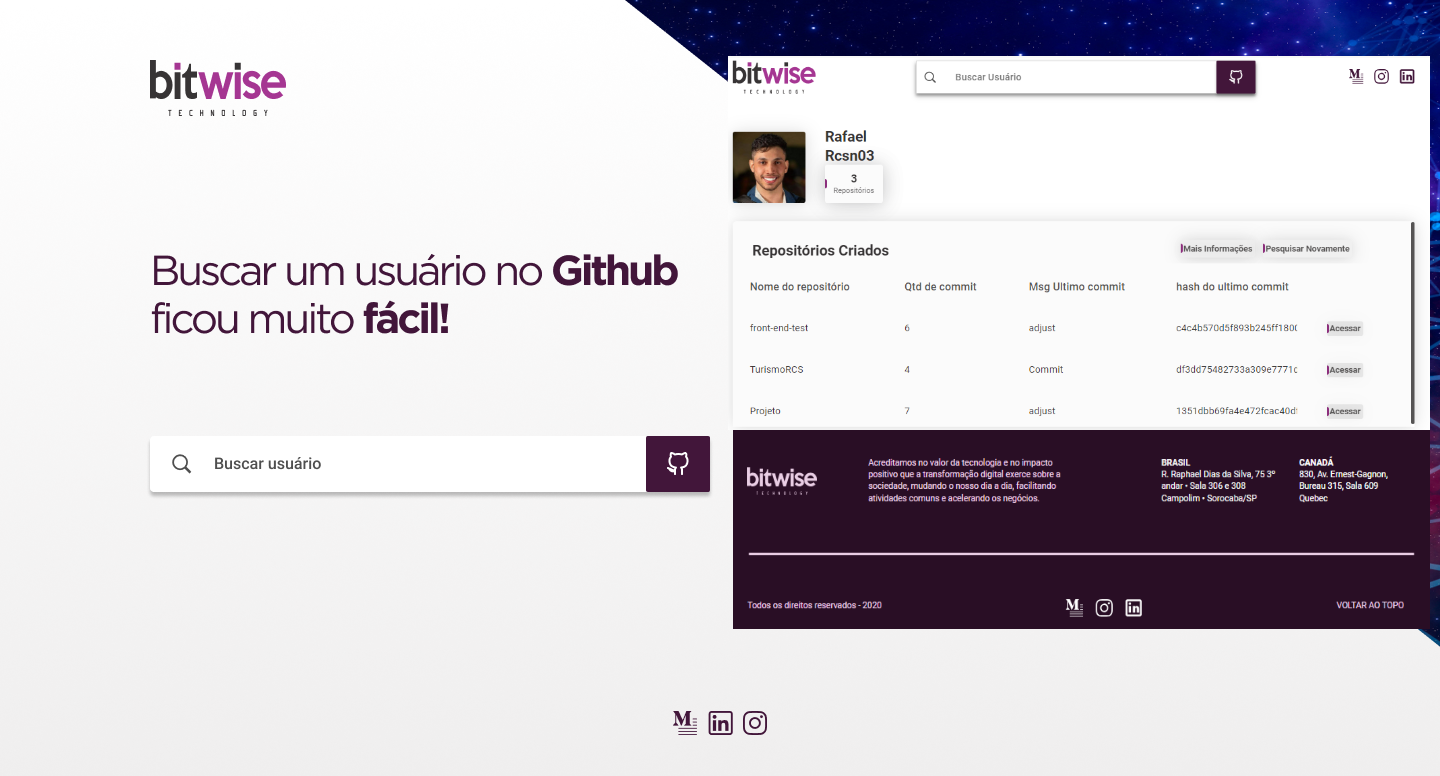 bitwise
TECHNOLOGY
Buscar um usuário no Github
ficou muito fácil!
Buscar usuário
bitwise
TECHNOLOGY
Buscar Usuário
M
Rafael
Rcsn03
3
Repositórios
Repositórios Criados
Mais Informações
Pesquisar Novamente
Nome do repositório Qtd de commit Msg Ultimo commit hash do ultimo commit
front-end-test 6 adjust c4c4b570d5f893b245ff1800 Acessar
TurismoRCS 4 Commit df3dd75482733a309e7771c Acessar
Projeto 7 adjust 1351dbb69fa4e472fcac40d Acessar
bitwise
TECHNOLOGY
Acreditamos no valor da tecnologia e no impacto
positivo que a transformação digital exerce sobre a
sociedade, mudando o nosso dia a dia, facilitando
atividades comuns e acelerando os negócios.
BRASIL
R. Raphael Dias da Silva, 75 3º
andar • Sala 306 e 308
Campolim • Sorocaba/SP
CANADÁ
830, Av. Ernest-Gagnon,
Bureau 315, Sala 609
Quebec
Todos os direitos reservados - 2020
M
in
VOLTAR AO TOPO
M
in